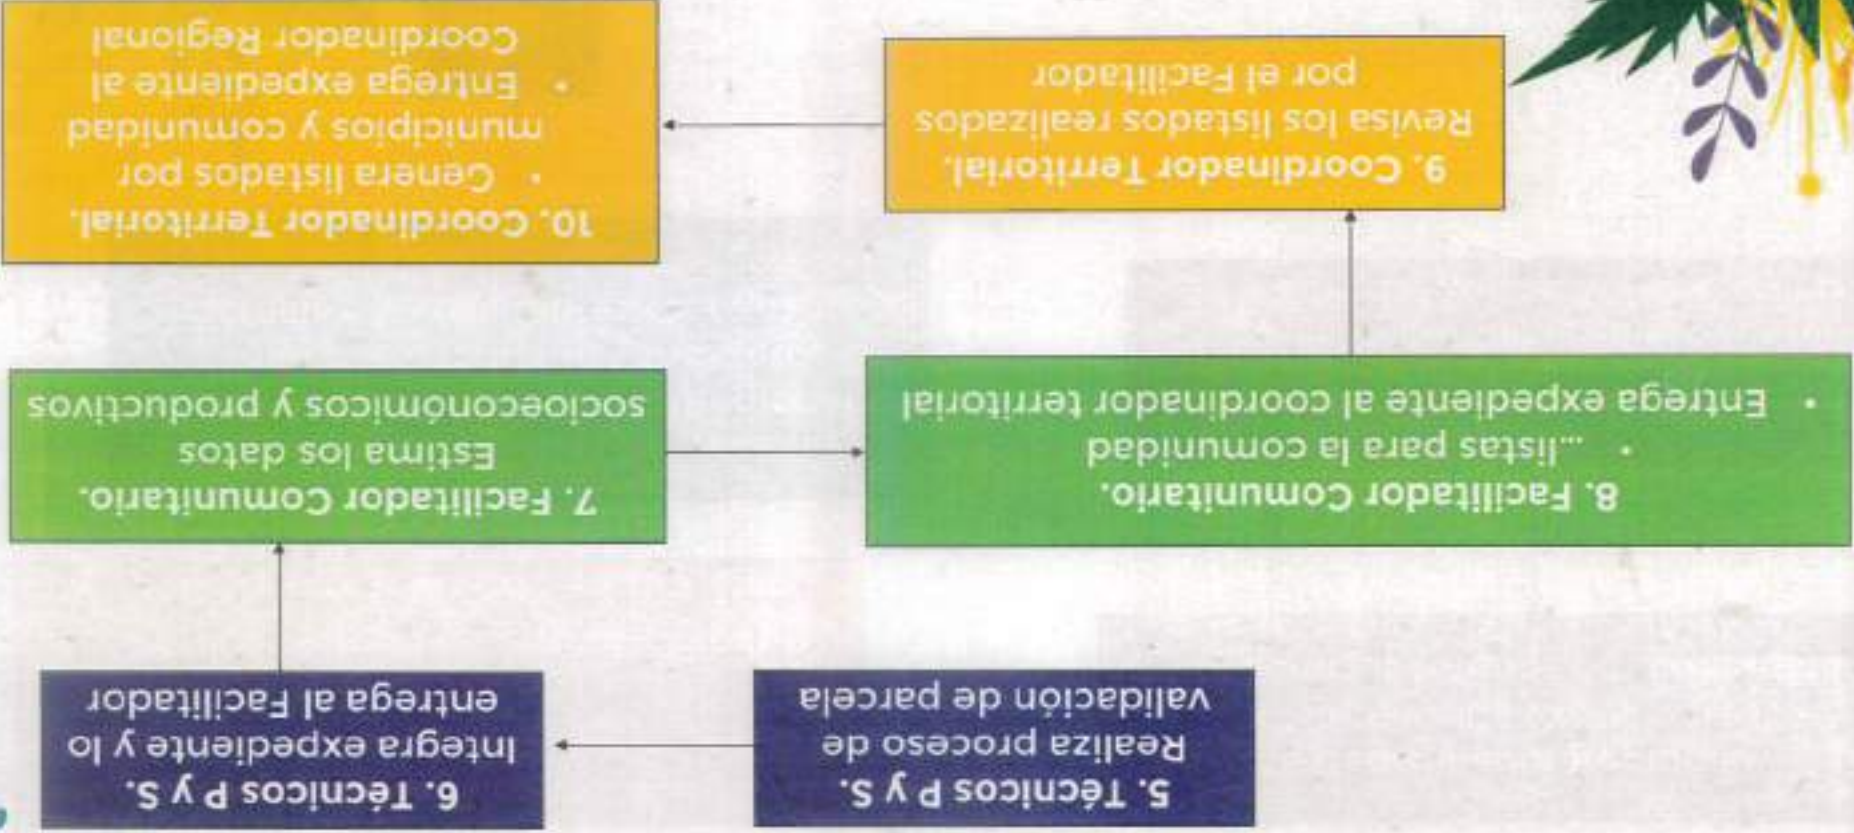 5. Técnicos P y S.
Realiza proceso de
validación de parcela
6. Técnicos P y S.
Integra expediente y lo
entrega al Facilitador
7. Facilitador Comunitario.
Estima los datos
socioeconómicos y productivos
8. Facilitador Comunitario.
• ...listas para la comunidad
• Entrega expediente al coordinador territorial
9. Coordinador Territorial.
Revisa los listados realizados
por el Facilitador
10. Coordinador Territorial.
• Genera listados por
municipios y comunidad
• Entrega expediente al
Coordinador Regional